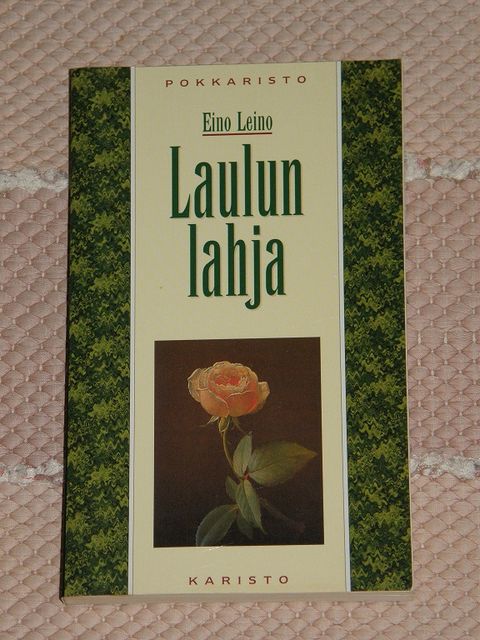 POKKARISTO
Eino Leino
Laulun
lahja
KARISTO